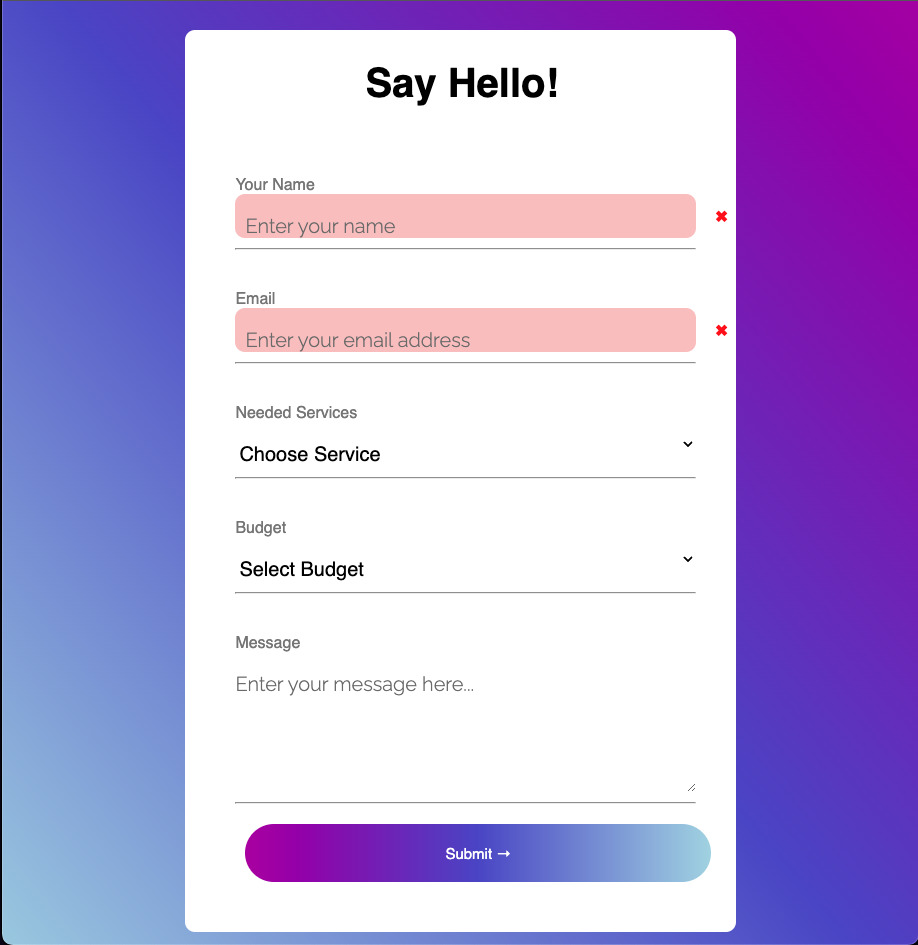 Say Hello!
Your Name
Enter your name
✖
Email
Enter your email address
✖
Needed Services
Choose Service
Budget
Select Budget
Message
Enter your message here...
Submit ➝